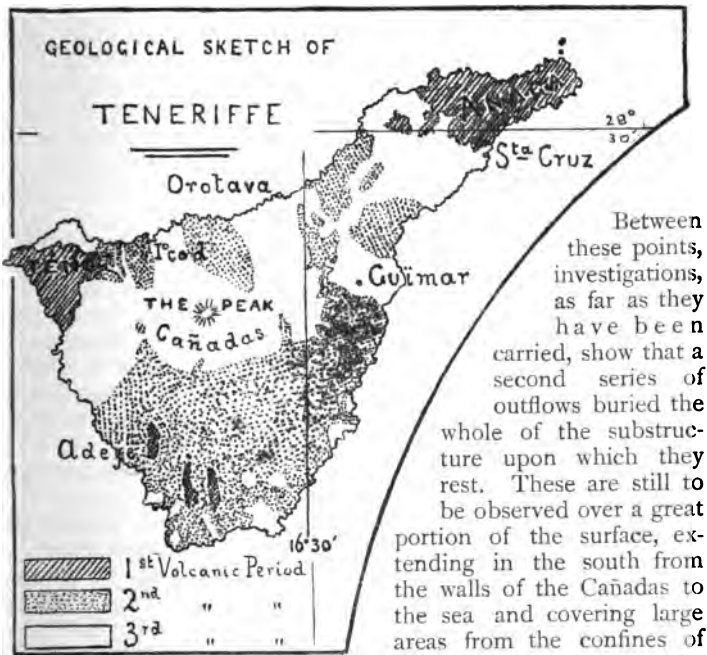 GEOLOGICAL SKETCH OF
TENERIFFE
28°
30'
Sta Cruz
Orotava
Icod
Guïmar
THE PEAK
Cañadas
Adeje
16°30'
1st Volcanic Period
2nd " "
3rd " "
Between
these points,
investigations,
as far as they
have been
carried, show that a
second series of
outflows buried the
whole of the substruc-
ture upon which they
rest. These are still to
be observed over a great
portion of the surface, ex-
tending in the south from
the walls of the Cañadas to
the sea and covering large
areas from the confines of